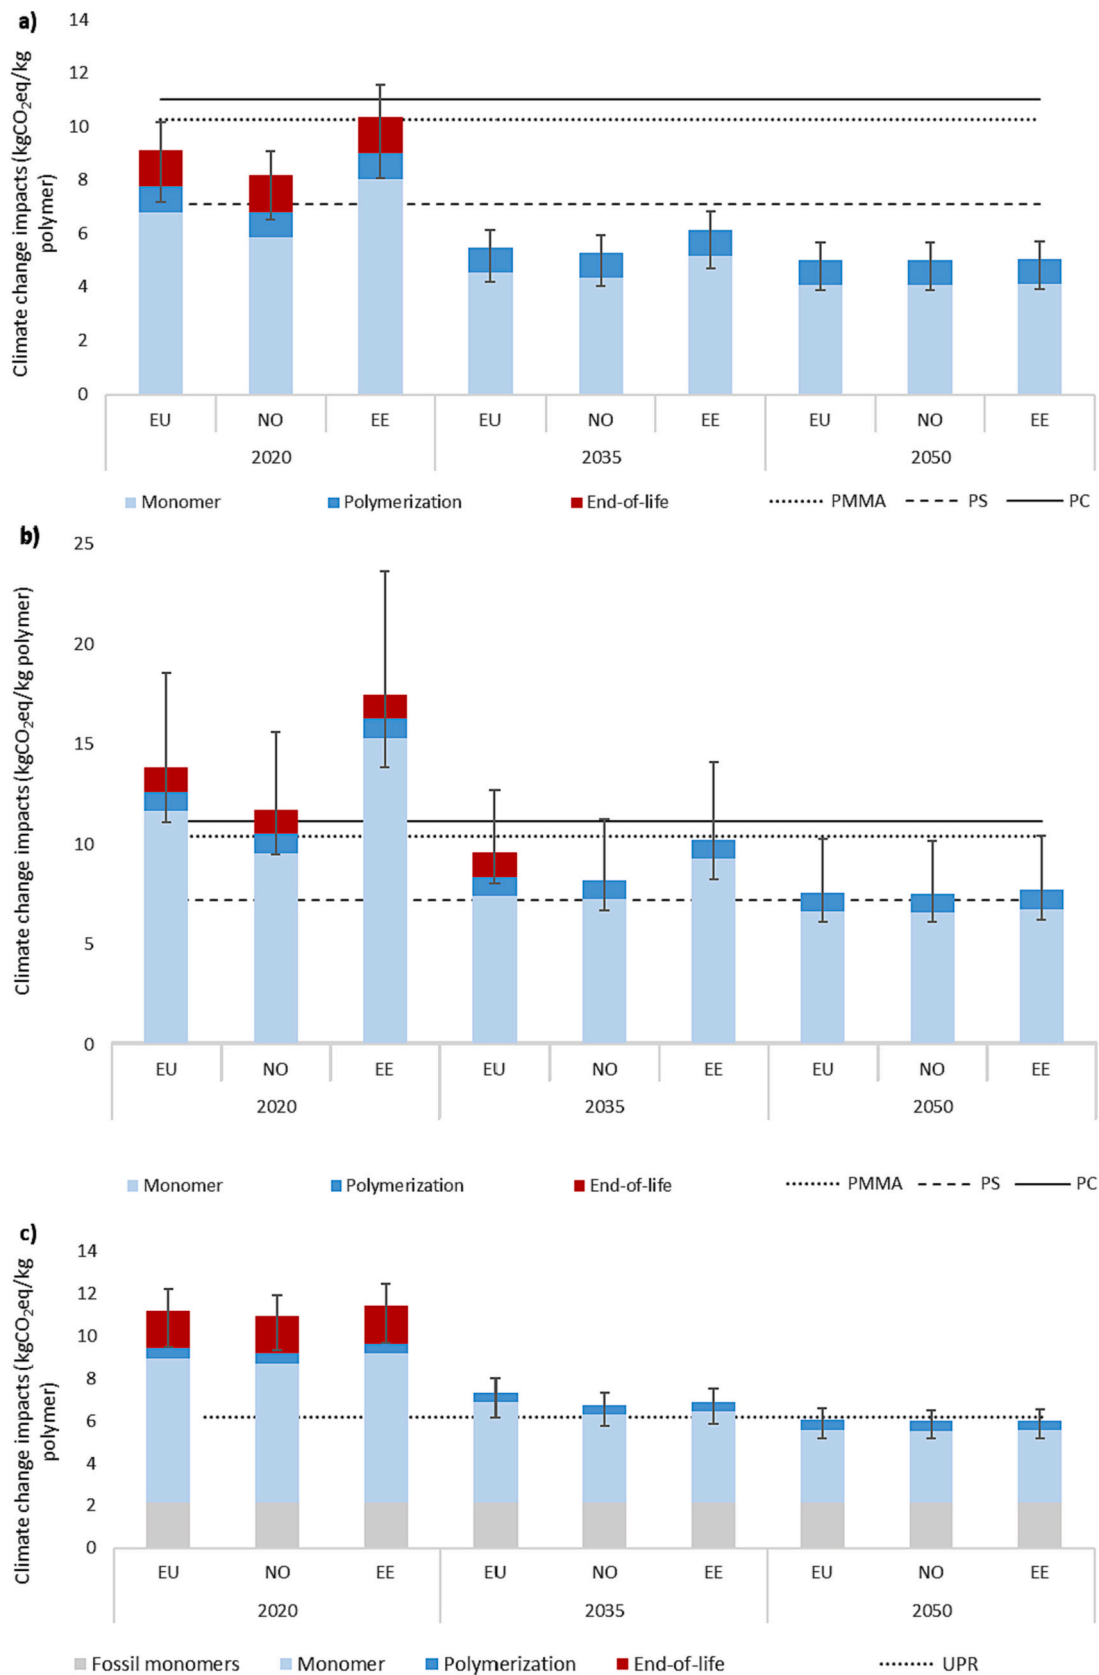 a)
Climate change impacts (kgCO₂eq/kg
polymer)
14
12
10
8
6
4
2
0
EU NO EE EU NO EE EU NO EE
2020 2035 2050
Monomer Polymerization End-of-life PMMA PS PC
b)
Climate change impacts (kgCO₂eq/kg polymer)
25
20
15
10
5
0
EU NO EE EU NO EE EU NO EE
2020 2035 2050
Monomer Polymerization End-of-life PMMA PS PC
c)
Climate change impacts (kgCO₂eq/kg
polymer)
14
12
10
8
6
4
2
0
EU NO EE EU NO EE EU NO EE
2020 2035 2050
Fossil monomers Monomer Polymerization End-of-life UPR